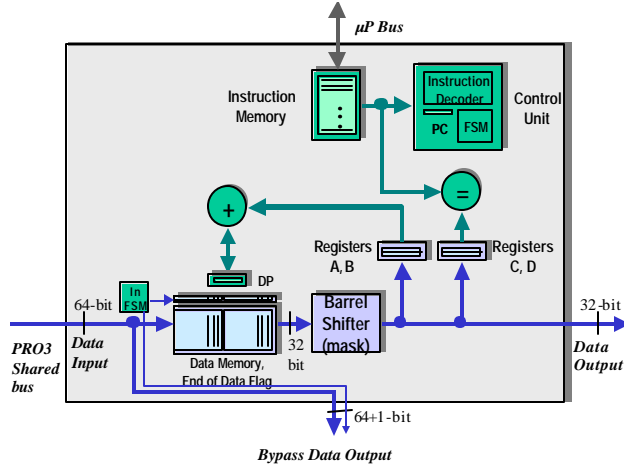 µP Bus
Instruction
Memory
Instruction
Decoder
PC
FSM
Control
Unit
+
=
Registers
A, B
Registers
C, D
DP
In
FSM
64-bit
Data
Input
PRO3
Shared
bus
Data Memory,
End of Data Flag
32
bit
Barrel
Shifter
(mask)
32-bit
Data
Output
64+1-bit
Bypass Data Output